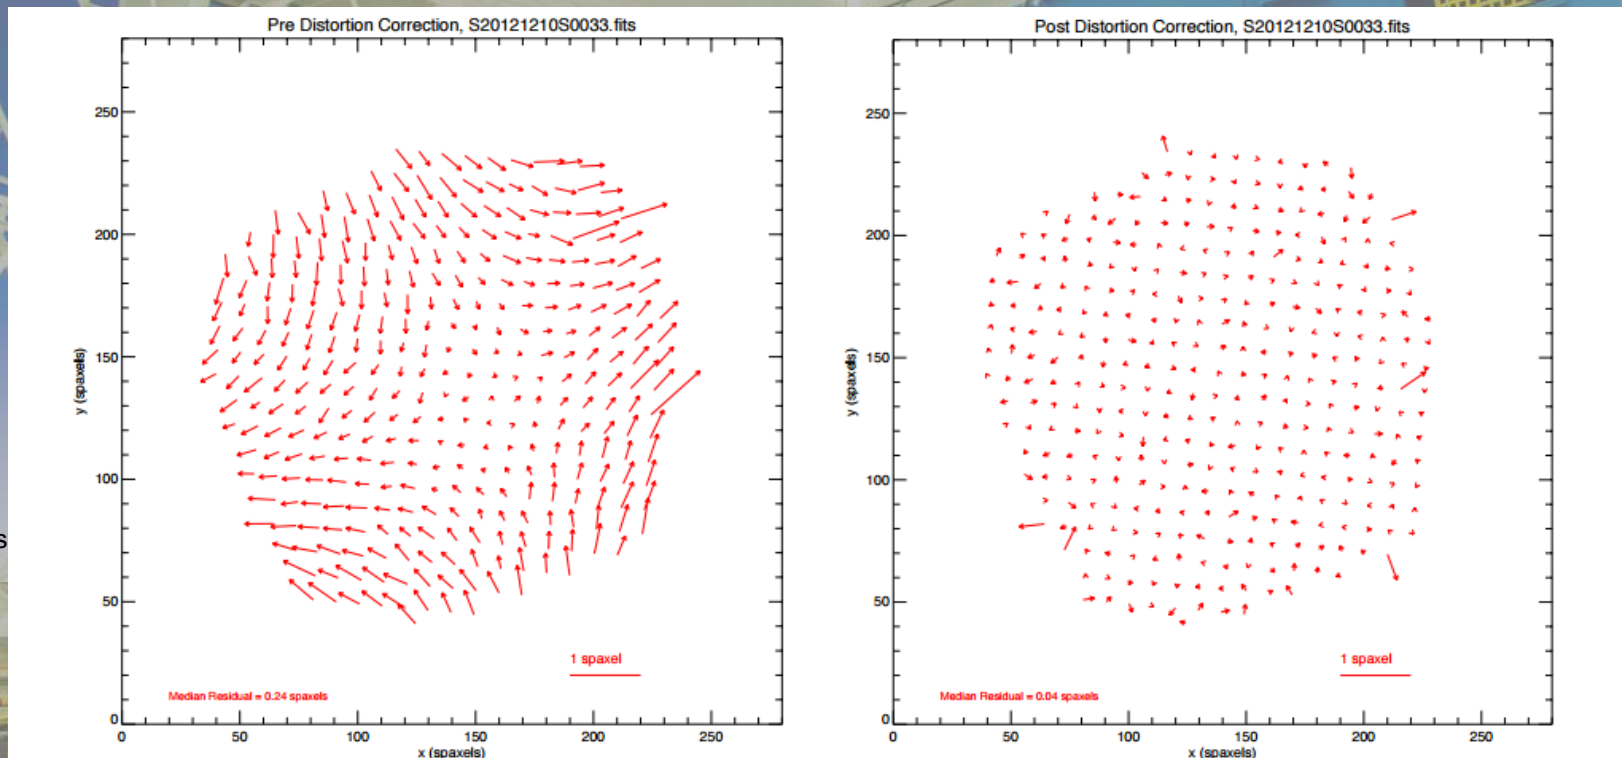 Pre Distortion Correction, S20121210S0033.fits
250
200
150
100
50
0
y (spaxels)
1 spaxel
Median Residual = 0.24 spaxels
0 50 100 150 200 250
x (spaxels)
Post Distortion Correction, S20121210S0033.fits
250
200
150
100
50
0
y (spaxels)
1 spaxel
Median Residual = 0.04 spaxels
0 50 100 150 200 250
x (spaxels)
s